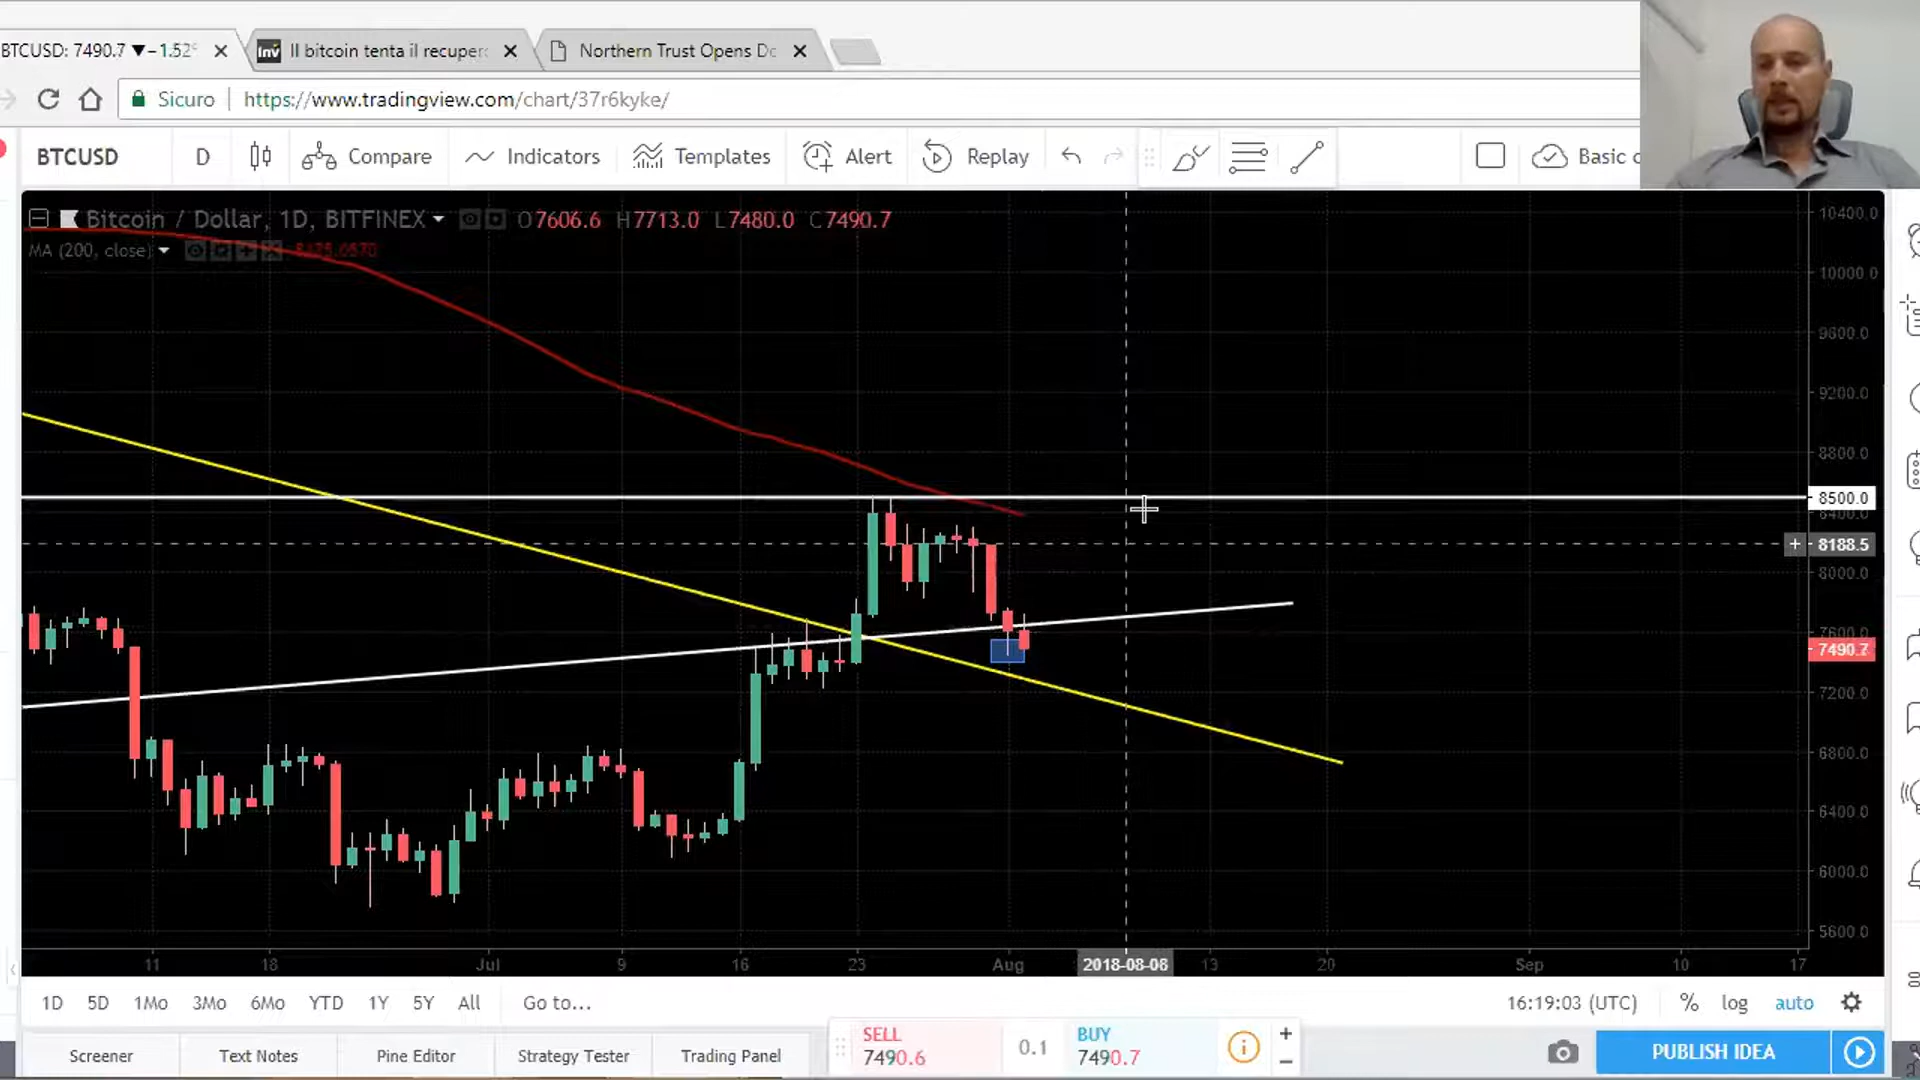 BTCUSD: 7490.7 ▼−1.52
Il bitcoin tenta il recuper
Northern Trust Opens Do
Sicuro https://www.tradingview.com/chart/37r6kyke/
BTCUSD D Compare Indicators Templates Alert Replay Basic c
Bitcoin / Dollar, 1D, BITFINEX O7606.6 H7713.0 L7480.0 C7490.7
MA (200, close)
10400.0
10000.0
9600.0
9200.0
8800.0
8500.0
8400.0
8188.5
8000.0
7600.0
7490.7
7200.0
6800.0
6400.0
6000.0
5600.0
11 18 Jul 9 16 23 Aug 2018-08-08 13 20 Sep 10 17
1D 5D 1Mo 3Mo 6Mo YTD 1Y 5Y All Go to... 16:19:03 (UTC) % log auto
Screener Text Notes Pine Editor Strategy Tester Trading Panel
SELL
7490.6
0.1
BUY
7490.7
PUBLISH IDEA